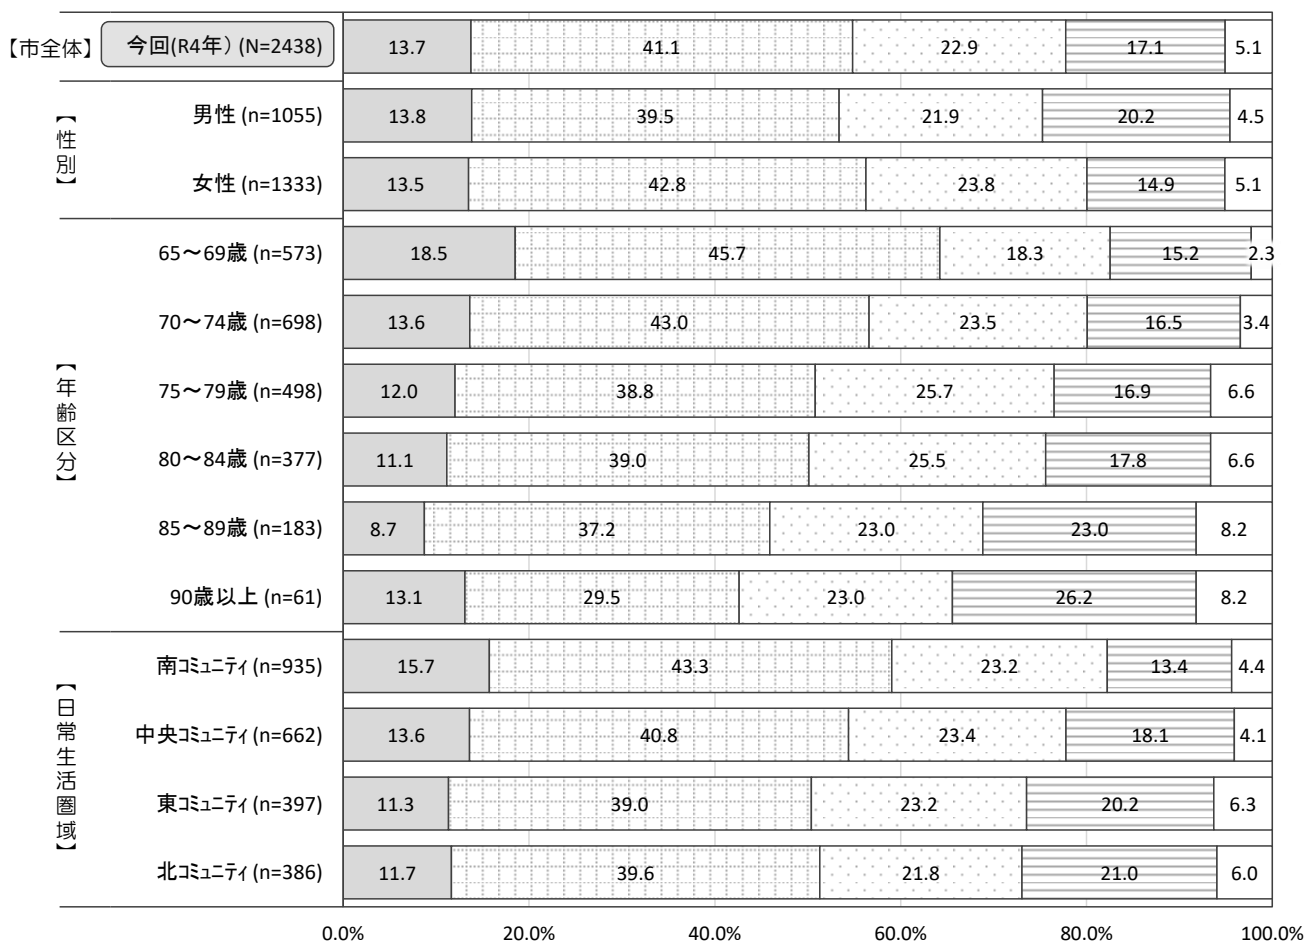 【市全体】 今回(R4年) (N=2438) 13.7 41.1 22.9 17.1 5.1
【性別】
男性 (n=1055) 13.8 39.5 21.9 20.2 4.5
女性 (n=1333) 13.5 42.8 23.8 14.9 5.1
【年齢区分】
65～69歳 (n=573) 18.5 45.7 18.3 15.2 2.3
70～74歳 (n=698) 13.6 43.0 23.5 16.5 3.4
75～79歳 (n=498) 12.0 38.8 25.7 16.9 6.6
80～84歳 (n=377) 11.1 39.0 25.5 17.8 6.6
85～89歳 (n=183) 8.7 37.2 23.0 23.0 8.2
90歳以上 (n=61) 13.1 29.5 23.0 26.2 8.2
【日常生活圏域】
南ｺﾐｭﾆﾃｨ (n=935) 15.7 43.3 23.2 13.4 4.4
中央ｺﾐｭﾆﾃｨ (n=662) 13.6 40.8 23.4 18.1 4.1
東ｺﾐｭﾆﾃｨ (n=397) 11.3 39.0 23.2 20.2 6.3
北ｺﾐｭﾆﾃｨ (n=386) 11.7 39.6 21.8 21.0 6.0
0.0% 20.0% 40.0% 60.0% 80.0% 100.0%